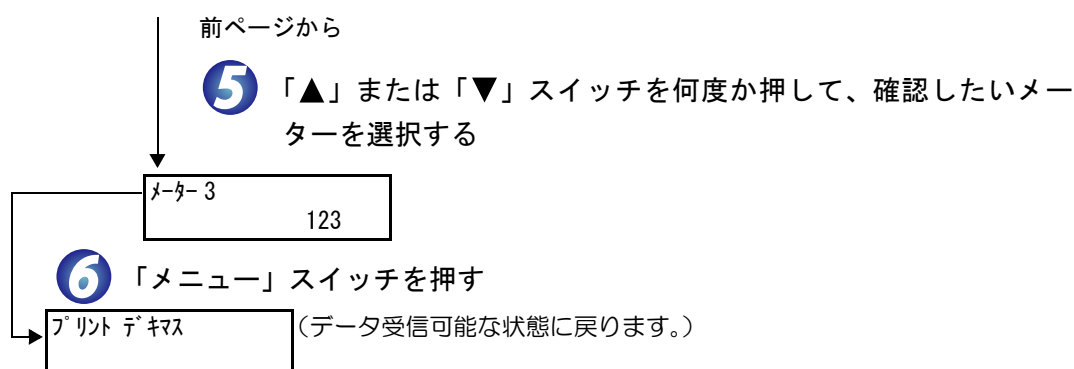 前ページから
5 「▲」または「▼」スイッチを何度か押して、確認したいメー
ターを選択する
ﾒｰﾀｰ 3
123
6 「メニュー」スイッチを押す
ﾌﾟﾘﾝﾄ ﾃﾞｷﾏｽ
（データ受信可能な状態に戻ります。）